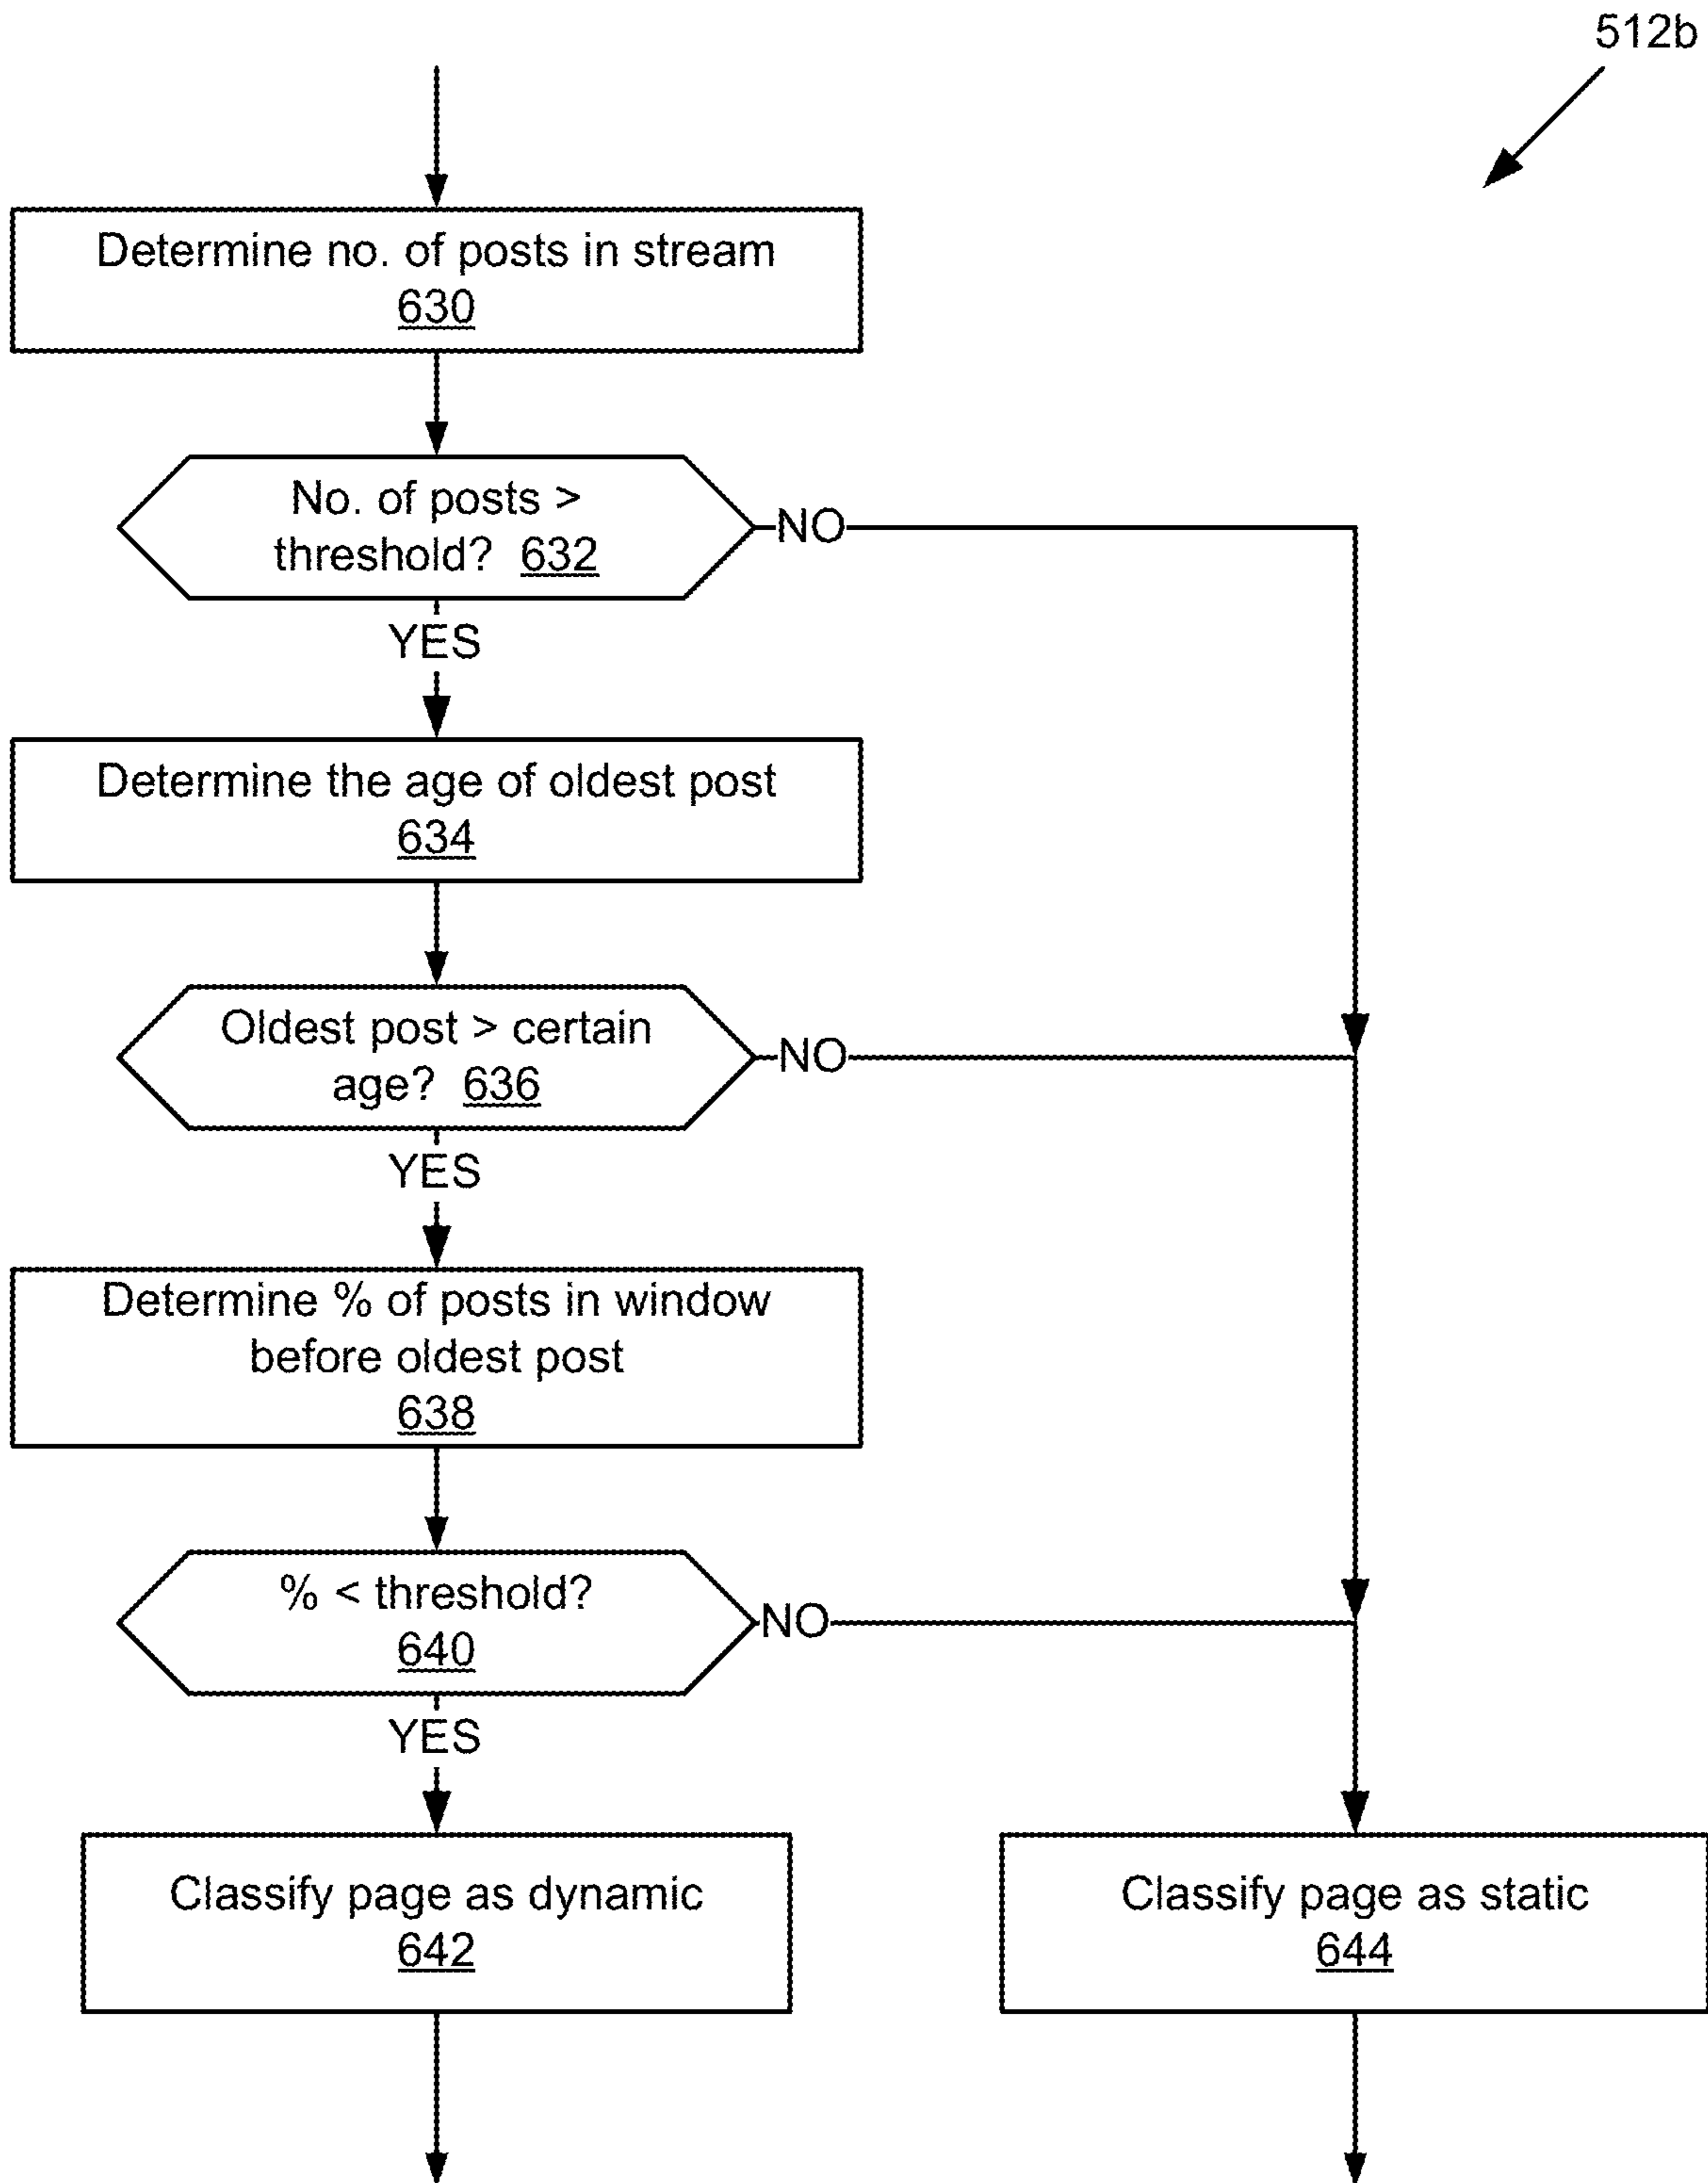 512b
Determine no. of posts in stream
630
No. of posts >
threshold? 632
NO
YES
Determine the age of oldest post
634
Oldest post > certain
age? 636
NO
YES
Determine % of posts in window
before oldest post
638
% < threshold?
640
NO
YES
Classify page as dynamic
642
Classify page as static
644